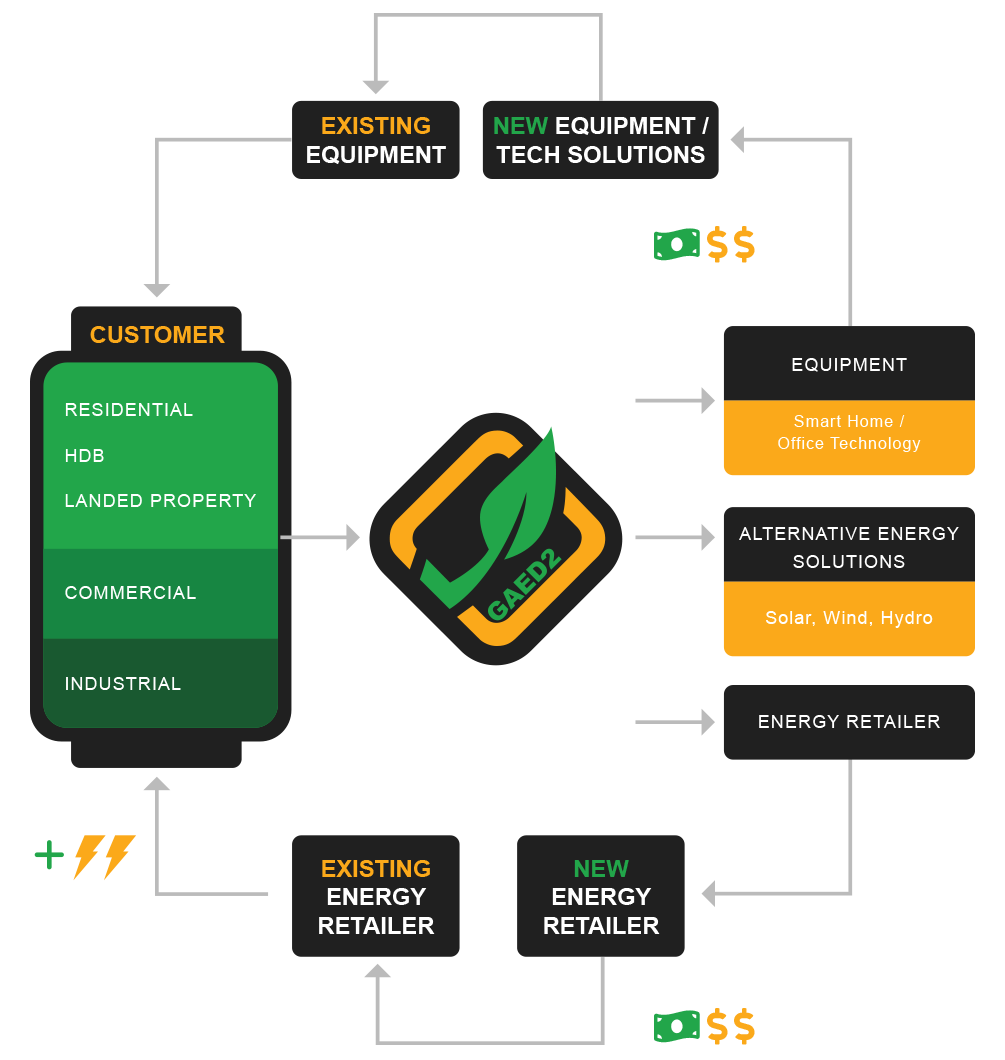 EXISTING
EQUIPMENT
NEW EQUIPMENT /
TECH SOLUTIONS
$$
CUSTOMER
RESIDENTIAL
HDB
LANDED PROPERTY
COMMERCIAL
INDUSTRIAL
GAED2
EQUIPMENT
Smart Home /
Office Technology
ALTERNATIVE ENERGY
SOLUTIONS
Solar, Wind, Hydro
ENERGY RETAILER
+
EXISTING
ENERGY
RETAILER
NEW
ENERGY
RETAILER
$$